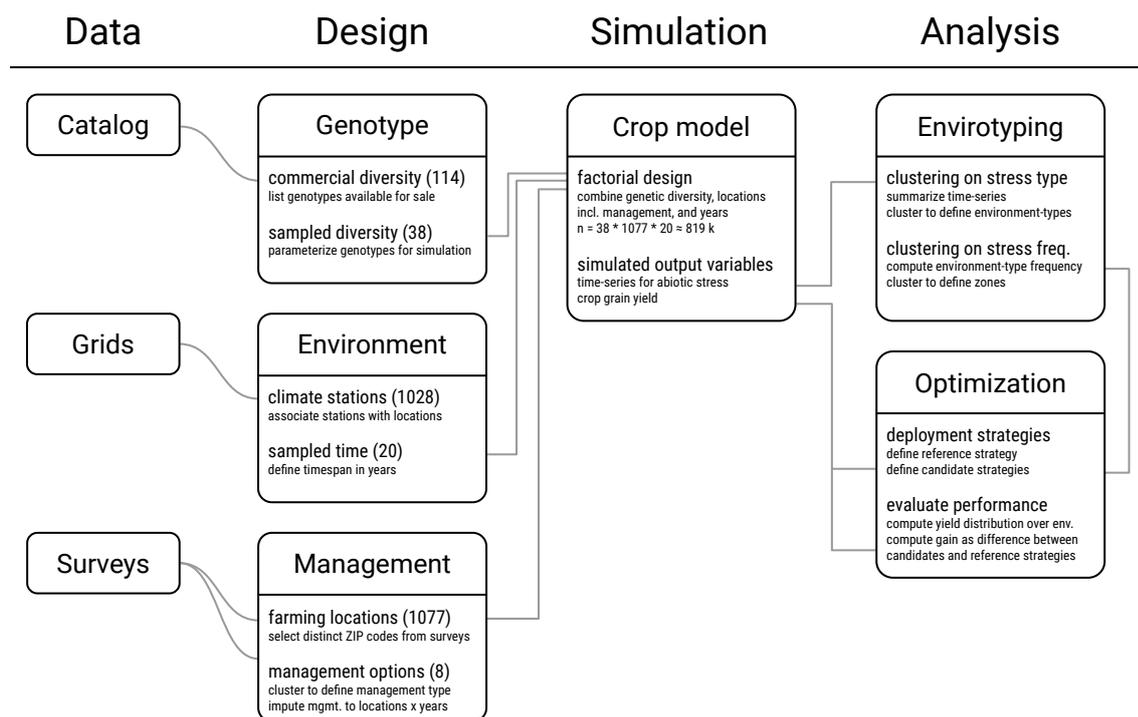 Data
Design
Simulation
Analysis
Catalog
Genotype
commercial diversity (114)
list genotypes available for sale
sampled diversity (38)
parameterize genotypes for simulation
Grids
Environment
climate stations (1028)
associate stations with locations
sampled time (20)
define timespan in years
Surveys
Management
farming locations (1077)
select distinct ZIP codes from surveys
management options (8)
cluster to define management type
impute mgmt. to locations x years
Crop model
factorial design
combine genetic diversity, locations
incl. management, and years
n = 38 * 1077 * 20 ≈ 819 k
simulated output variables
time-series for abiotic stress
crop grain yield
Envirotyping
clustering on stress type
summarize time-series
cluster to define environment-types
clustering on stress freq.
compute environment-type frequency
cluster to define zones
Optimization
deployment strategies
define reference strategy
define candidate strategies
evaluate performance
compute yield distribution over env.
compute gain as difference between
candidates and reference strategies